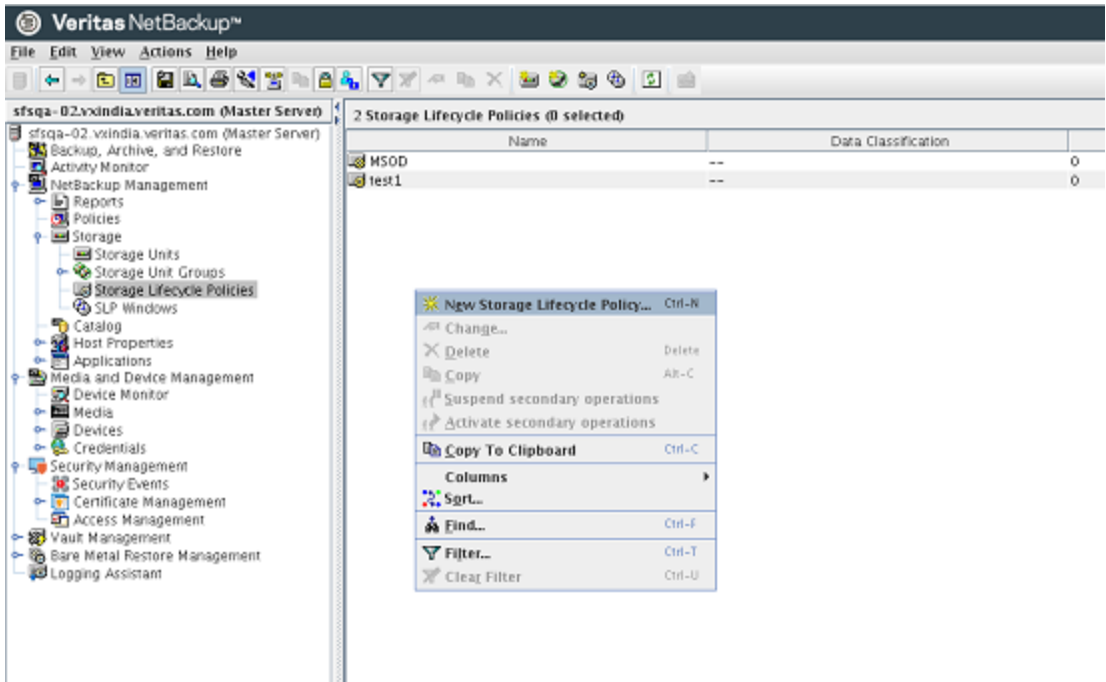 Veritas NetBackup™
File Edit View Actions Help
sfsqa-02.vxindia.veritas.com (Master Server)
2 Storage Lifecycle Policies (0 selected)
sfsqa-02.vxindia.veritas.com (Master Server)
Backup, Archive, and Restore
Activity Monitor
NetBackup Management
Reports
Policies
Storage
Storage Units
Storage Unit Groups
Storage Lifecycle Policies
SLP Windows
Catalog
Host Properties
Applications
Media and Device Management
Device Monitor
Media
Devices
Credentials
Security Management
Security Events
Certificate Management
Access Management
Vault Management
Bare Metal Restore Management
Logging Assistant
Name Data Classification
MSOD -- 0
test1 -- 0
New Storage Lifecycle Policy... Ctrl-N
Change...
Delete Delete
Copy Alt-C
Suspend secondary operations
Activate secondary operations
Copy To Clipboard Ctrl-C
Columns
Sort...
Find... Ctrl-F
Filter... Ctrl-T
Clear Filter Ctrl-U